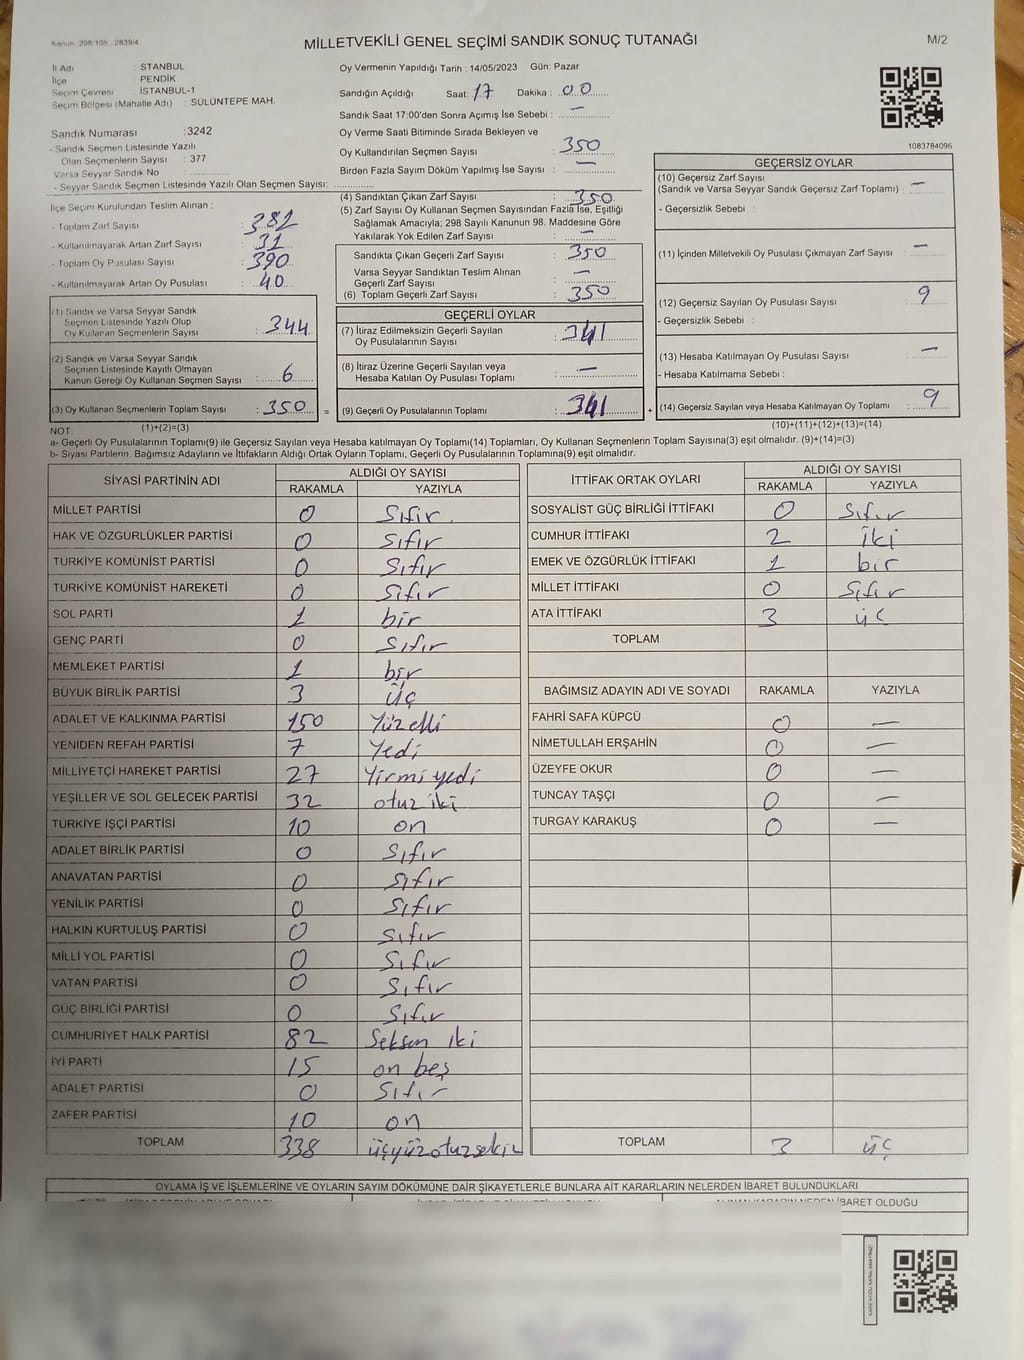 Kanun: 298 105 . 2839/4
MİLLETVEKİLİ GENEL SEÇİMİ SANDIK SONUÇ TUTANAĞI
M/2
İl Adı : STANBUL
İlçe : PENDİK
Seçim Çevresi : İSTANBUL-1
Seçim Bölgesi (Mahalle Adı) : SÜLÜNTEPE MAH.
Sandık Numarası :3242
- Sandık Seçmen Listesinde Yazılı
Olan Seçmenlerin Sayısı : 377
Varsa Seyyar Sandık No :
- Seyyar Sandık Seçmen Listesinde Yazılı Olan Seçmen Sayısı:
Oy Vermenin Yapıldığı Tarih : 14/05/2023 Gün: Pazar
Sandığın Açıldığı Saat: 17 Dakika : 00
Sandık Saat 17:00'den Sonra Açımış İse Sebebi : —
Oy Verme Saati Bitiminde Sırada Bekleyen ve
Oy Kullandırılan Seçmen Sayısı : 350
Birden Fazla Sayım Döküm Yapılmış İse Sayısı : —
1083784096
İlçe Seçim Kurulundan Teslim Alınan :
- Toplam Zarf Sayısı : 381
- Kullanılmayarak Artan Zarf Sayısı : 31
- Toplam Oy Pusulası Sayısı : 390
- Kullanılmayarak Artan Oy Pusulası : 40
(1) Sandık ve Varsa Seyyar Sandık
Seçmen Listesinde Yazılı Olup
Oy Kullanan Seçmenlerin Sayısı : 344
(2) Sandık ve Varsa Seyyar Sandık
Seçmen Listesinde Kayıtlı Olmayan
Kanun Gereği Oy Kullanan Seçmen Sayısı : 6
(3) Oy Kullanan Seçmenlerin Toplam Sayısı : 350 =
(1)+(2)=(3)
(4) Sandıktan Çıkan Zarf Sayısı : 350
(5) Zarf Sayısı Oy Kullanan Seçmen Sayısından Fazla İse, Eşitliği
Sağlamak Amacıyla; 298 Sayılı Kanunun 98. Maddesine Göre
Yakılarak Yok Edilen Zarf Sayısı : —
Sandıkta Çıkan Geçerli Zarf Sayısı : 350
Varsa Seyyar Sandıktan Teslim Alınan
Geçerli Zarf Sayısı : —
(6) Toplam Geçerli Zarf Sayısı : 350
GEÇERLİ OYLAR
(7) İtiraz Edilmeksizin Geçerli Sayılan
Oy Pusulalarının Sayısı : 341
(8) İtiraz Üzerine Geçerli Sayılan veya
Hesaba Katılan Oy Pusulası Toplamı : —
(9) Geçerli Oy Pusulalarının Toplamı : 341 +
GEÇERSİZ OYLAR
(10) Geçersiz Zarf Sayısı
(Sandık ve Varsa Seyyar Sandık Geçersiz Zarf Toplamı) : —
- Geçersizlik Sebebi :
(11) İçinden Milletvekili Oy Pusulası Çıkmayan Zarf Sayısı : —
(12) Geçersiz Sayılan Oy Pusulası Sayısı : 9
- Geçersizlik Sebebi :
(13) Hesaba Katılmayan Oy Pusulası Sayısı : —
- Hesaba Katılmama Sebebi :
(14) Geçersiz Sayılan veya Hesaba Katılmayan Oy Toplamı : 9
(10)+(11)+(12)+(13)=(14)
NOT:
a- Geçerli Oy Pusulalarının Toplamı(9) ile Geçersiz Sayılan veya Hesaba katılmayan Oy Toplamı(14) Toplamları, Oy Kullanan Seçmenlerin Toplam Sayısına(3) eşit olmalıdır. (9)+(14)=(3)
b- Siyasi Partilerin, Bağımsız Adayların ve İttifakların Aldığı Ortak Oyların Toplamı, Geçerli Oy Pusulalarının Toplamına(9) eşit olmalıdır.
SİYASİ PARTİNİN ADI ALDIĞI OY SAYISI
RAKAMLA YAZIYLA
MİLLET PARTİSİ 0 Sıfır.
HAK VE ÖZGÜRLÜKLER PARTİSİ 0 Sıfır
TÜRKİYE KOMÜNİST PARTİSİ 0 Sıfır
TÜRKİYE KOMÜNİST HAREKETİ 0 Sıfır
SOL PARTİ 1 bir
GENÇ PARTİ 0 Sıfır
MEMLEKET PARTİSİ 1 bir
BÜYÜK BİRLİK PARTİSİ 3 üç
ADALET VE KALKINMA PARTİSİ 150 Yüzelli
YENİDEN REFAH PARTİSİ 7 Yedi
MİLLİYETÇİ HAREKET PARTİSİ 27 Yirmi yedi
YEŞİLLER VE SOL GELECEK PARTİSİ 32 otuz iki
TÜRKİYE İŞÇİ PARTİSİ 10 on
ADALET BİRLİK PARTİSİ 0 Sıfır
ANAVATAN PARTİSİ 0 Sıfır
YENİLİK PARTİSİ 0 Sıfır
HALKIN KURTULUŞ PARTİSİ 0 Sıfır
MİLLİ YOL PARTİSİ 0 Sıfır
VATAN PARTİSİ 0 Sıfır
GÜÇ BİRLİĞİ PARTİSİ 0 Sıfır
CUMHURİYET HALK PARTİSİ 82 Seksen iki
İYİ PARTİ 15 on beş
ADALET PARTİSİ 0 Sıfır
ZAFER PARTİSİ 10 on
TOPLAM 338 üçyüzotuzsekiz
İTTİFAK ORTAK OYLARI ALDIĞI OY SAYISI
RAKAMLA YAZIYLA
SOSYALİST GÜÇ BİRLİĞİ İTTİFAKI 0 Sıfır
CUMHUR İTTİFAKI 2 iki
EMEK VE ÖZGÜRLÜK İTTİFAKI 1 bir
MİLLET İTTİFAKI 0 Sıfır
ATA İTTİFAKI 3 üç
TOPLAM
BAĞIMSIZ ADAYIN ADI VE SOYADI RAKAMLA YAZIYLA
FAHRİ SAFA KÜPCÜ 0 —
NİMETULLAH ERŞAHİN 0 —
ÜZEYFE OKUR 0 —
TUNCAY TAŞÇI 0 —
TURGAY KARAKUŞ 0 —
TOPLAM 3 üç
OYLAMA İŞ VE İŞLEMLERİNE VE OYLARIN SAYIM DÖKÜMÜNE DAİR ŞİKAYETLERLE BUNLARA AİT KARARLARIN NELERDEN İBARET BULUNDUKLARI
ALINAN KARARIN NEDEN İBARET OLDUĞU